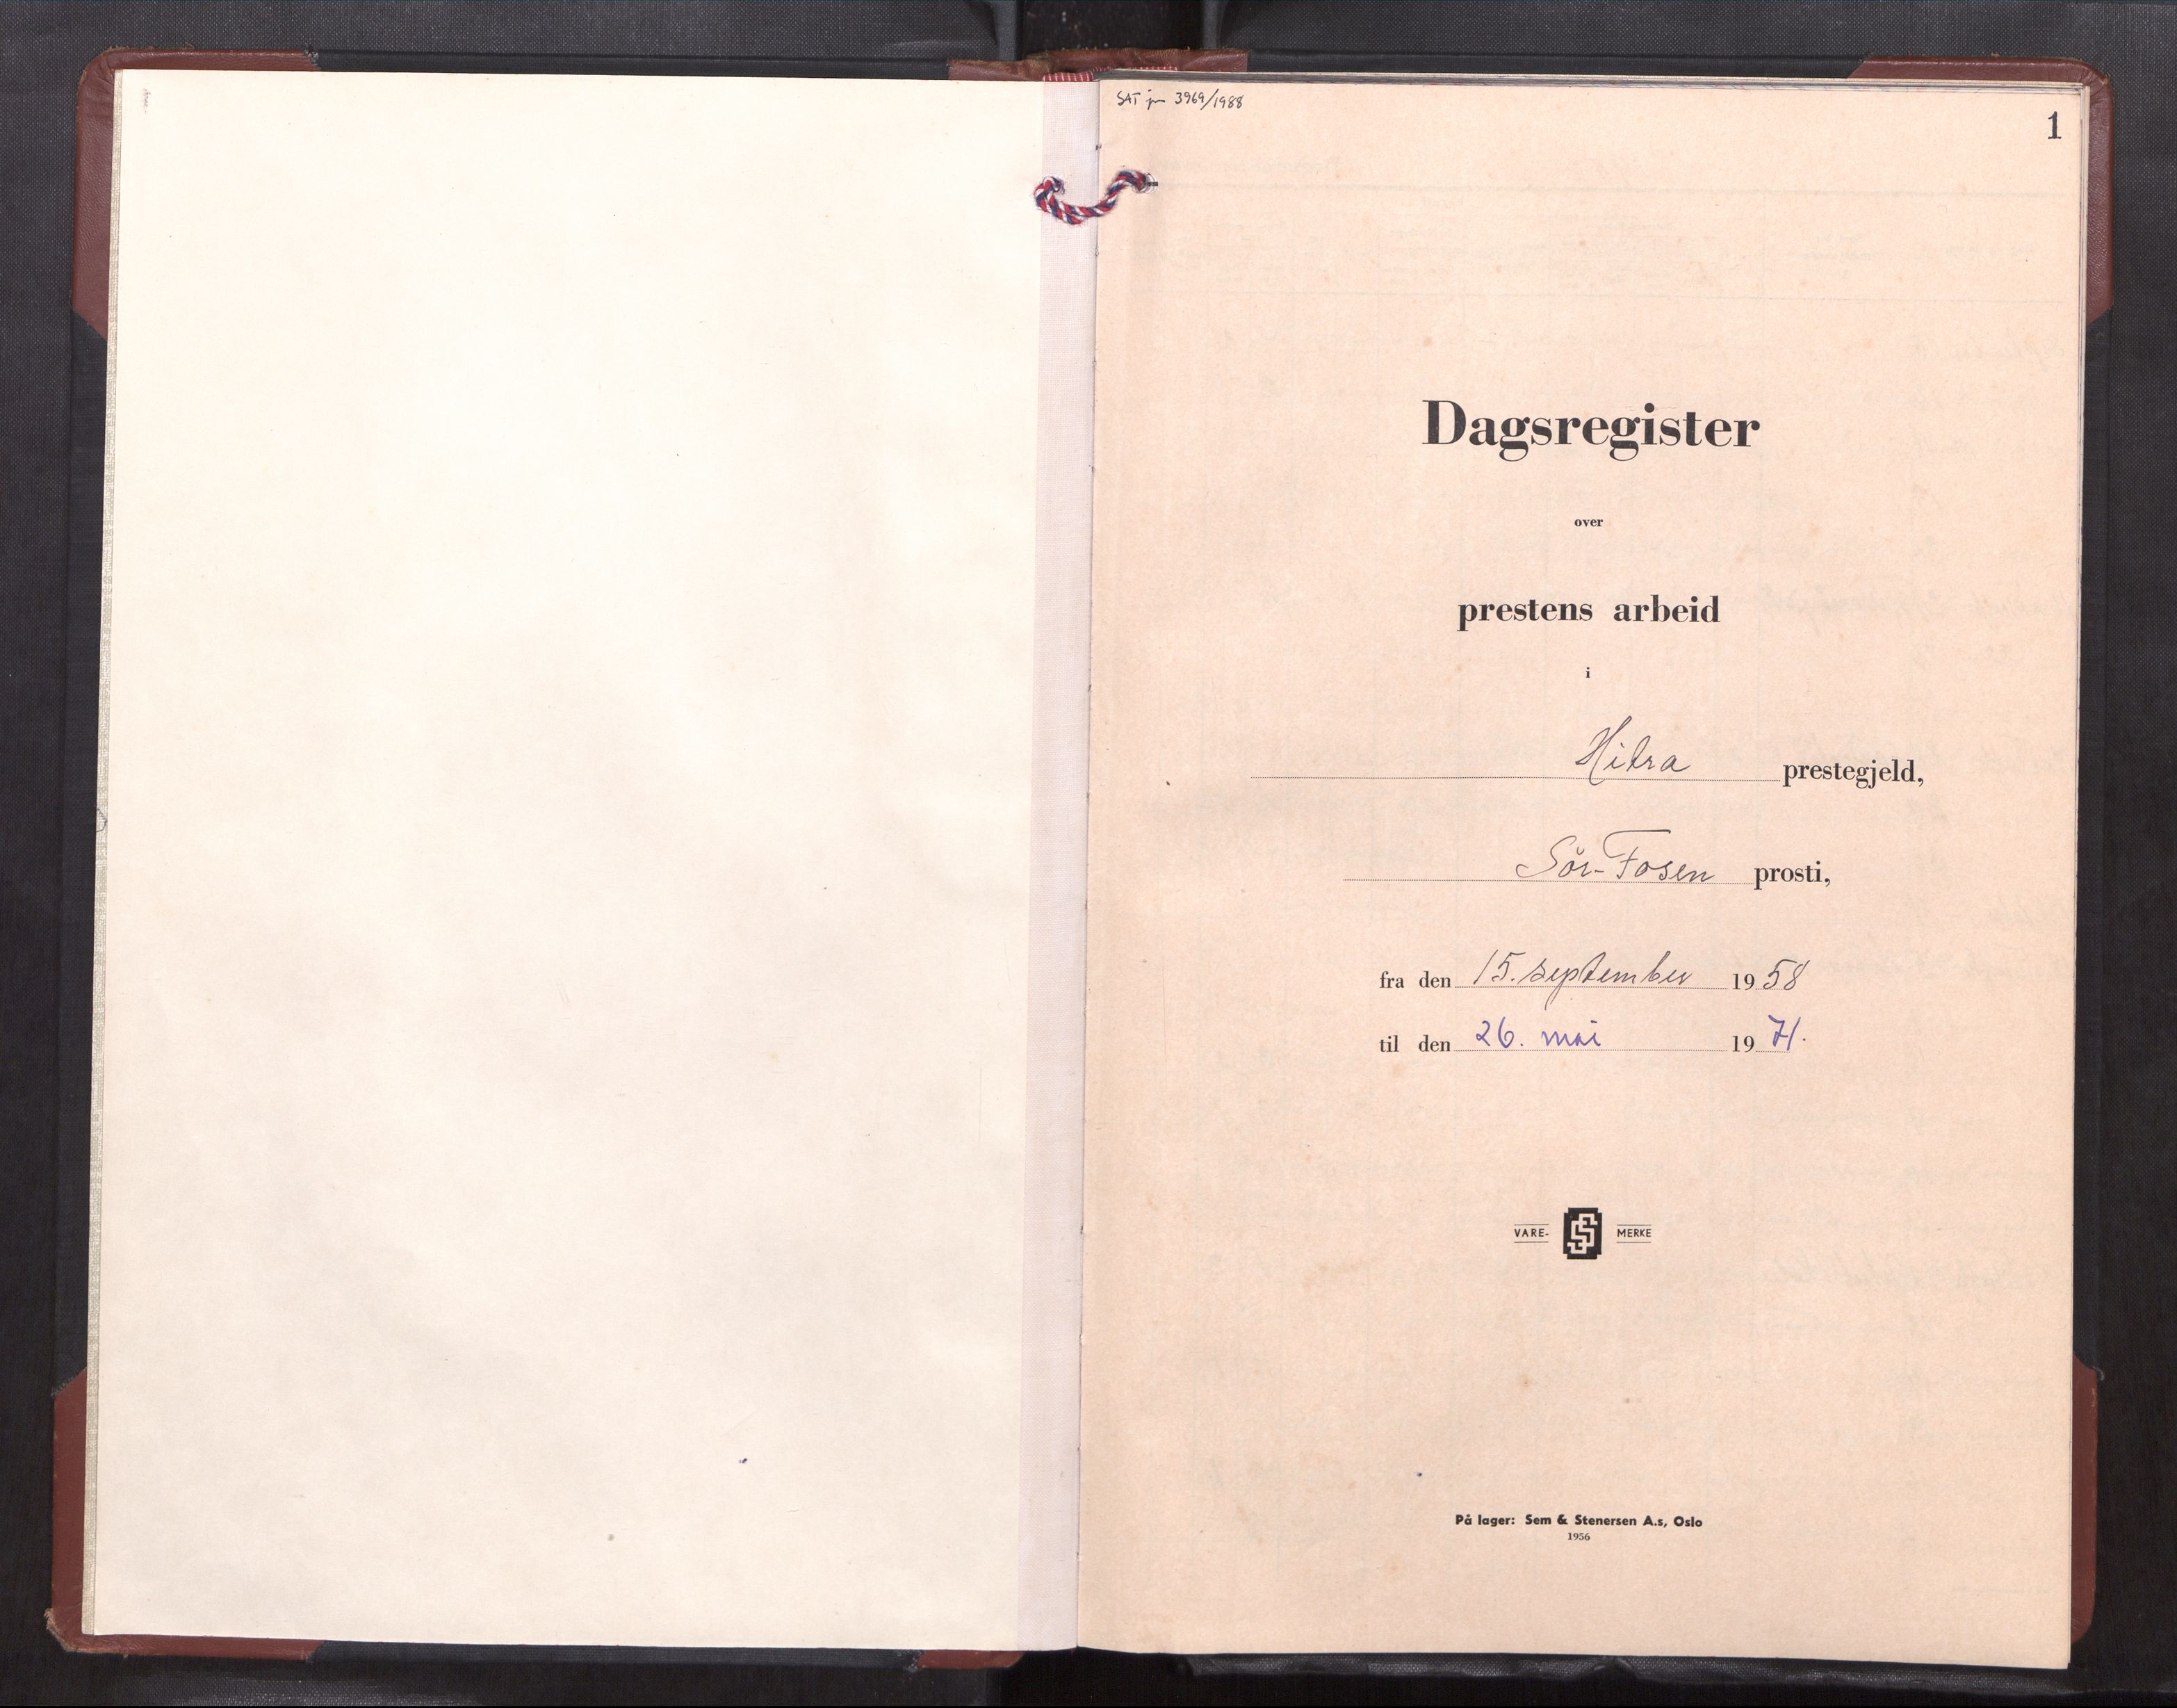 SAT jnr 3969/1988
1
Dagsregister
over
prestens arbeid
i
Hitra prestegjeld,
Sör-Fosen prosti,
fra den 15. september 1958
til den 26. mai 1971.
VARE- SS MERKE
På lager: Sem & Stenersen A.s, Oslo
1956